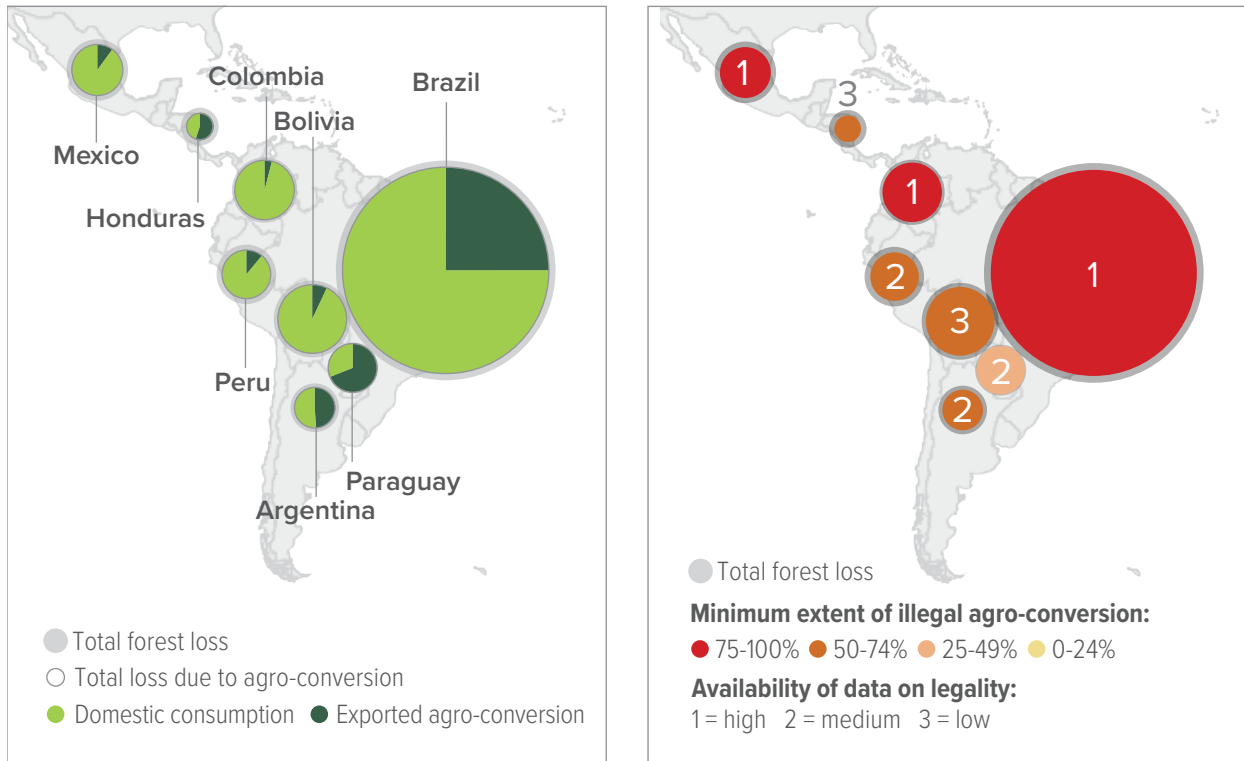 Colombia
Brazil
Bolivia
Mexico
Honduras
Peru
Paraguay
Argentina
Total forest loss
Total loss due to agro-conversion
Domestic consumption Exported agro-conversion
1
3
1
2
1
3
2
2
Total forest loss
Minimum extent of illegal agro-conversion:
75-100% 50-74% 25-49% 0-24%
Availability of data on legality:
1 = high 2 = medium 3 = low